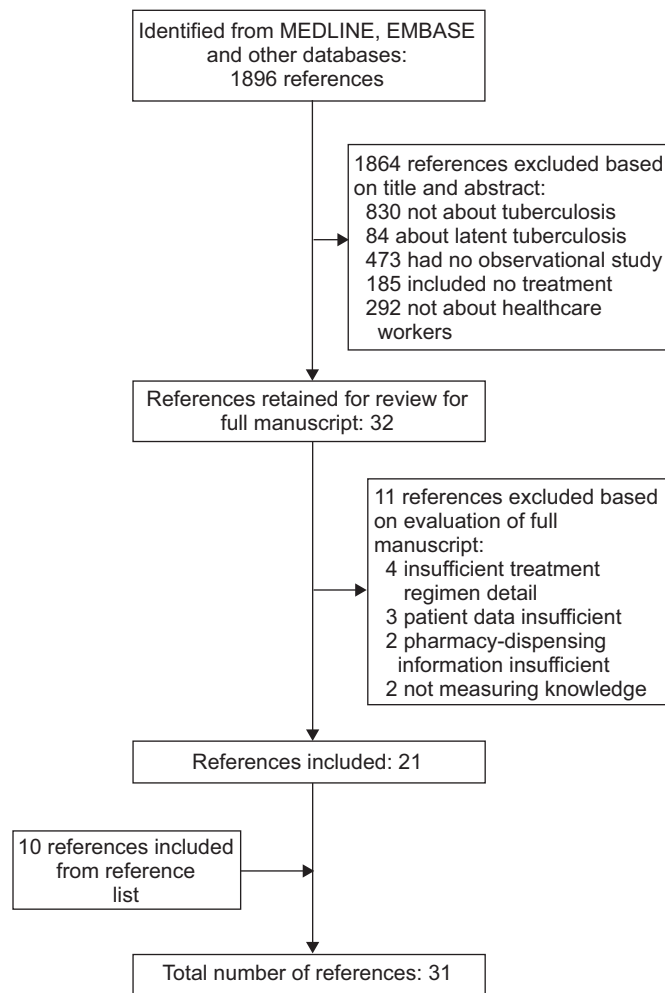 Identified from MEDLINE, EMBASE
and other databases:
1896 references
1864 references excluded based
on title and abstract:
830 not about tuberculosis
84 about latent tuberculosis
473 had no observational study
185 included no treatment
292 not about healthcare
workers
References retained for review for
full manuscript: 32
11 references excluded based
on evaluation of full
manuscript:
4 insufficient treatment
regimen detail
3 patient data insufficient
2 pharmacy-dispensing
information insufficient
2 not measuring knowledge
References included: 21
10 references included
from reference
list
Total number of references: 31